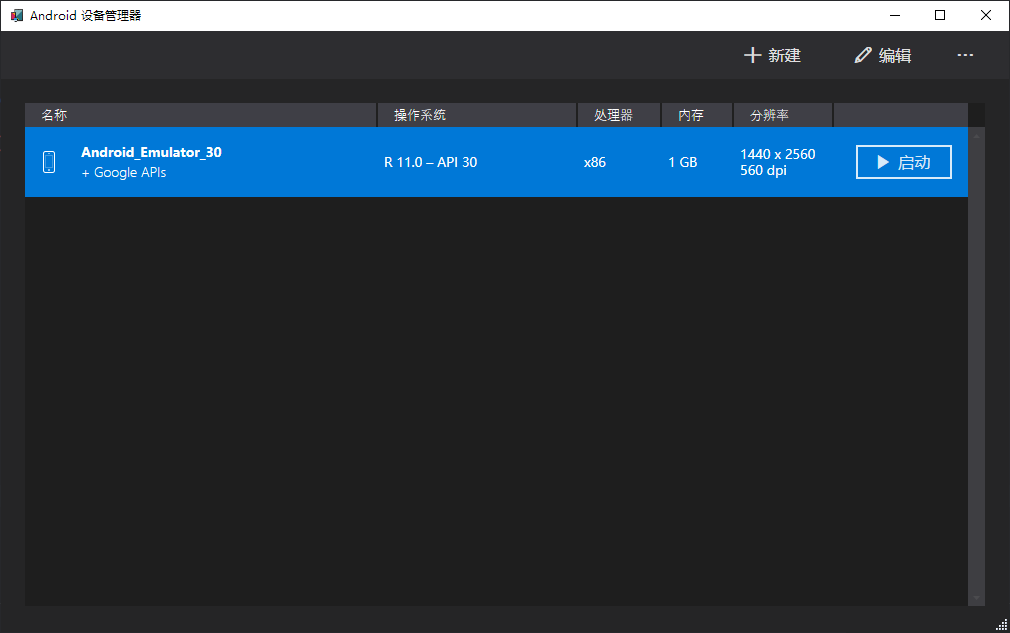 Android 设备管理器
新建 编辑 ...
名称 操作系统 处理器 内存 分辨率
Android_Emulator_30
+ Google APIs
R 11.0 – API 30
x86
1 GB
1440 x 2560
560 dpi
启动